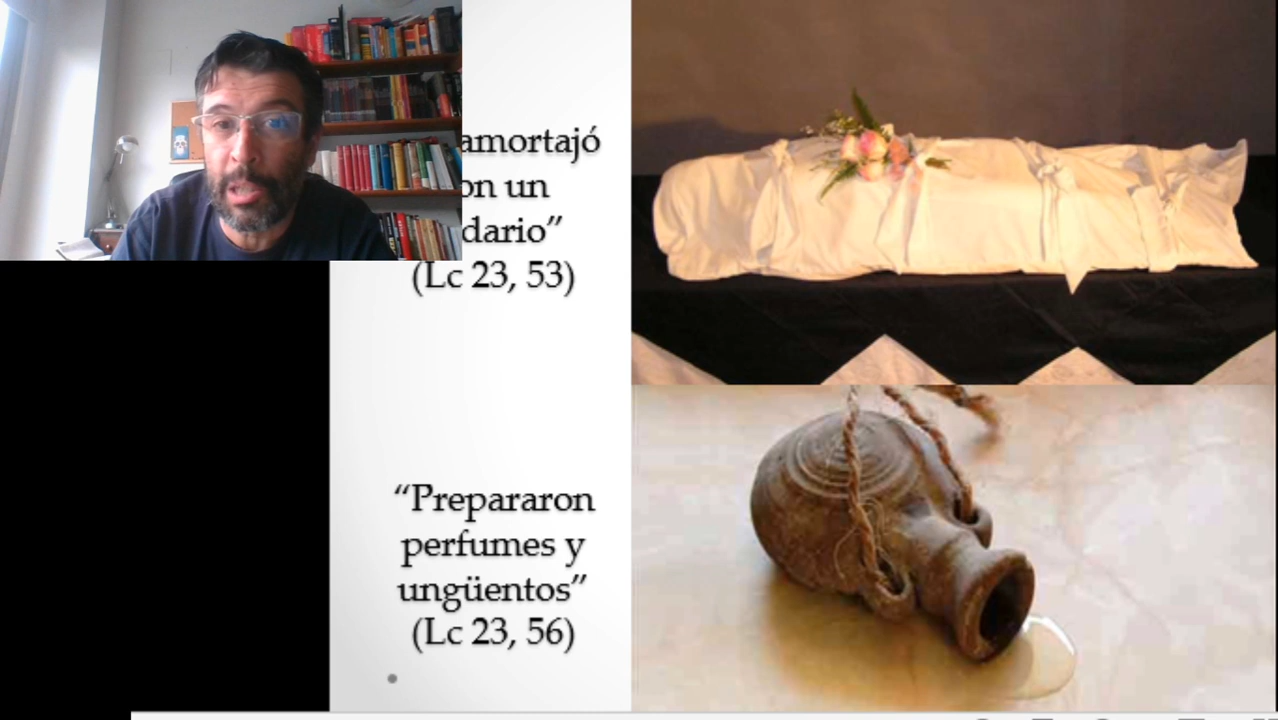 amortajó
on un
dario”
(Lc 23, 53)
“Prepararon
perfumes y
ungüentos”
(Lc 23, 56)